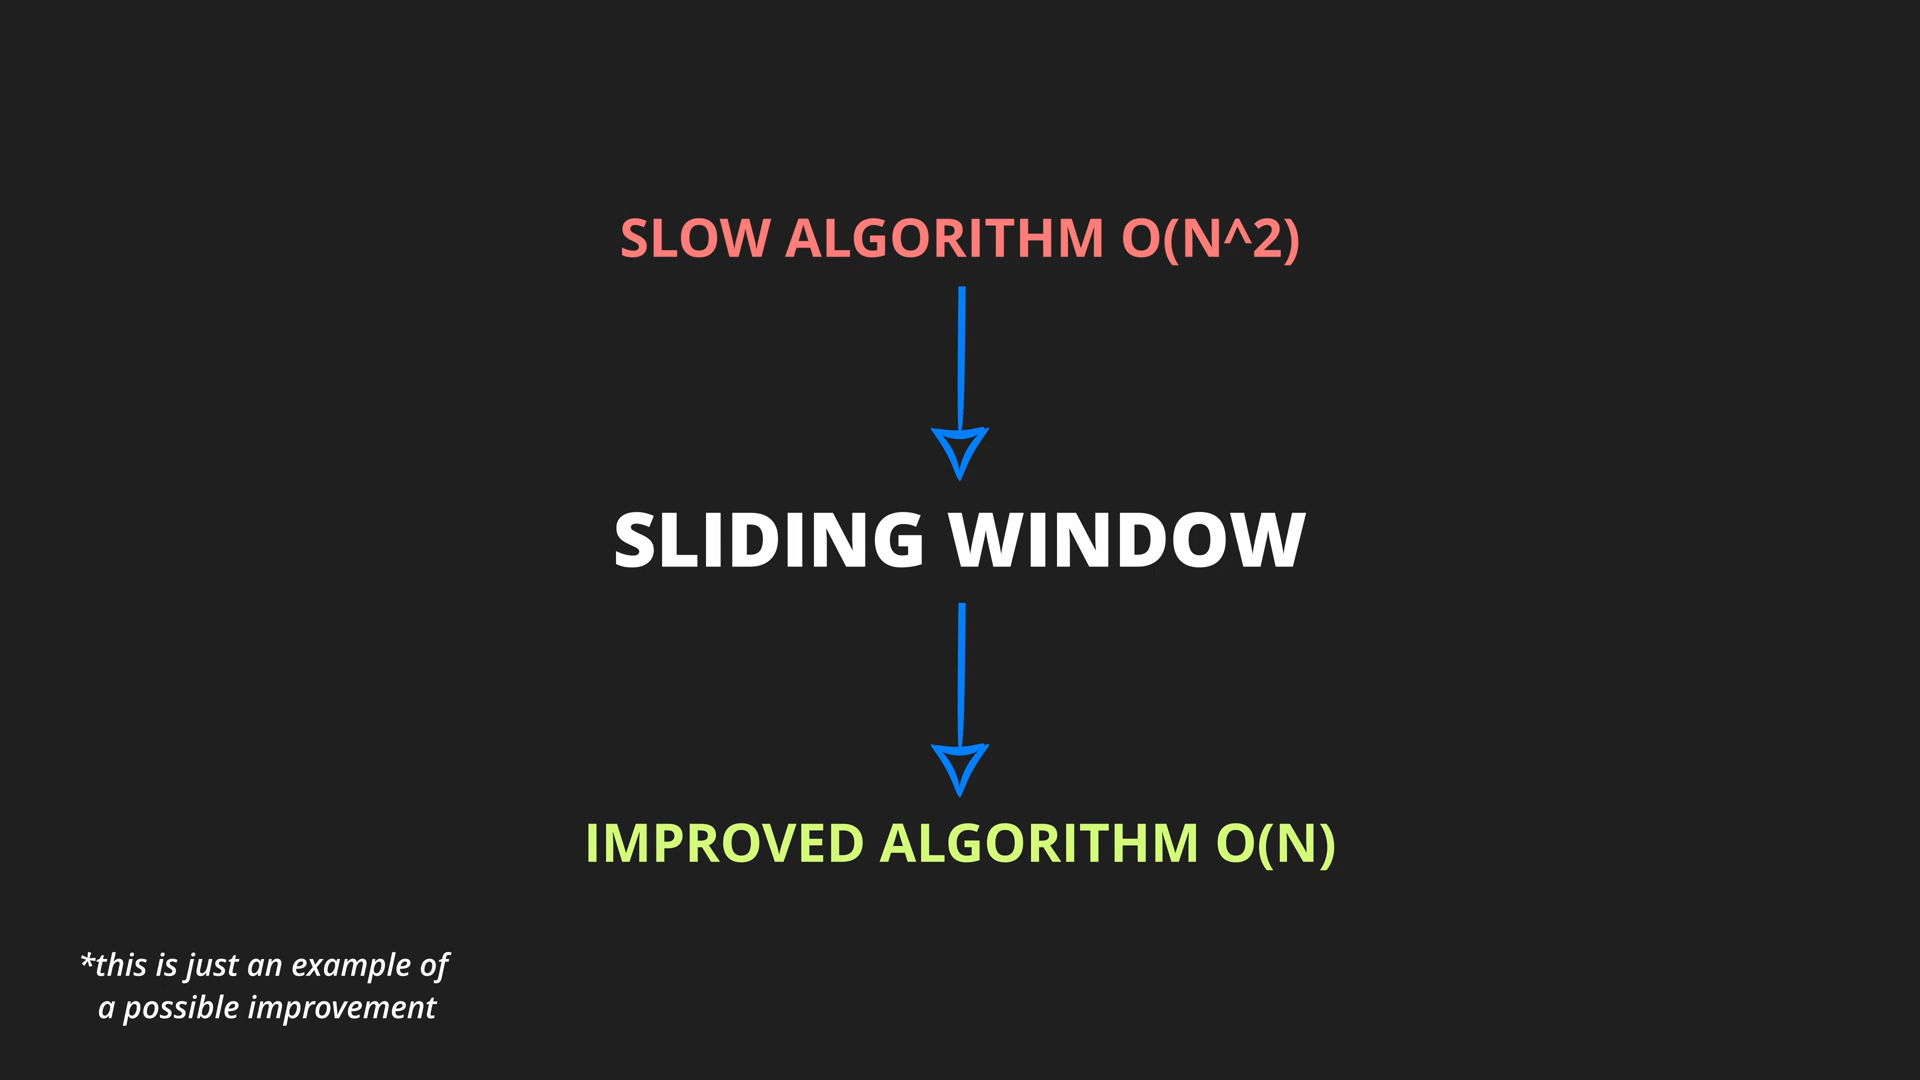 SLOW ALGORITHM O(N^2)
SLIDING WINDOW
IMPROVED ALGORITHM O(N)
*this is just an example of
a possible improvement